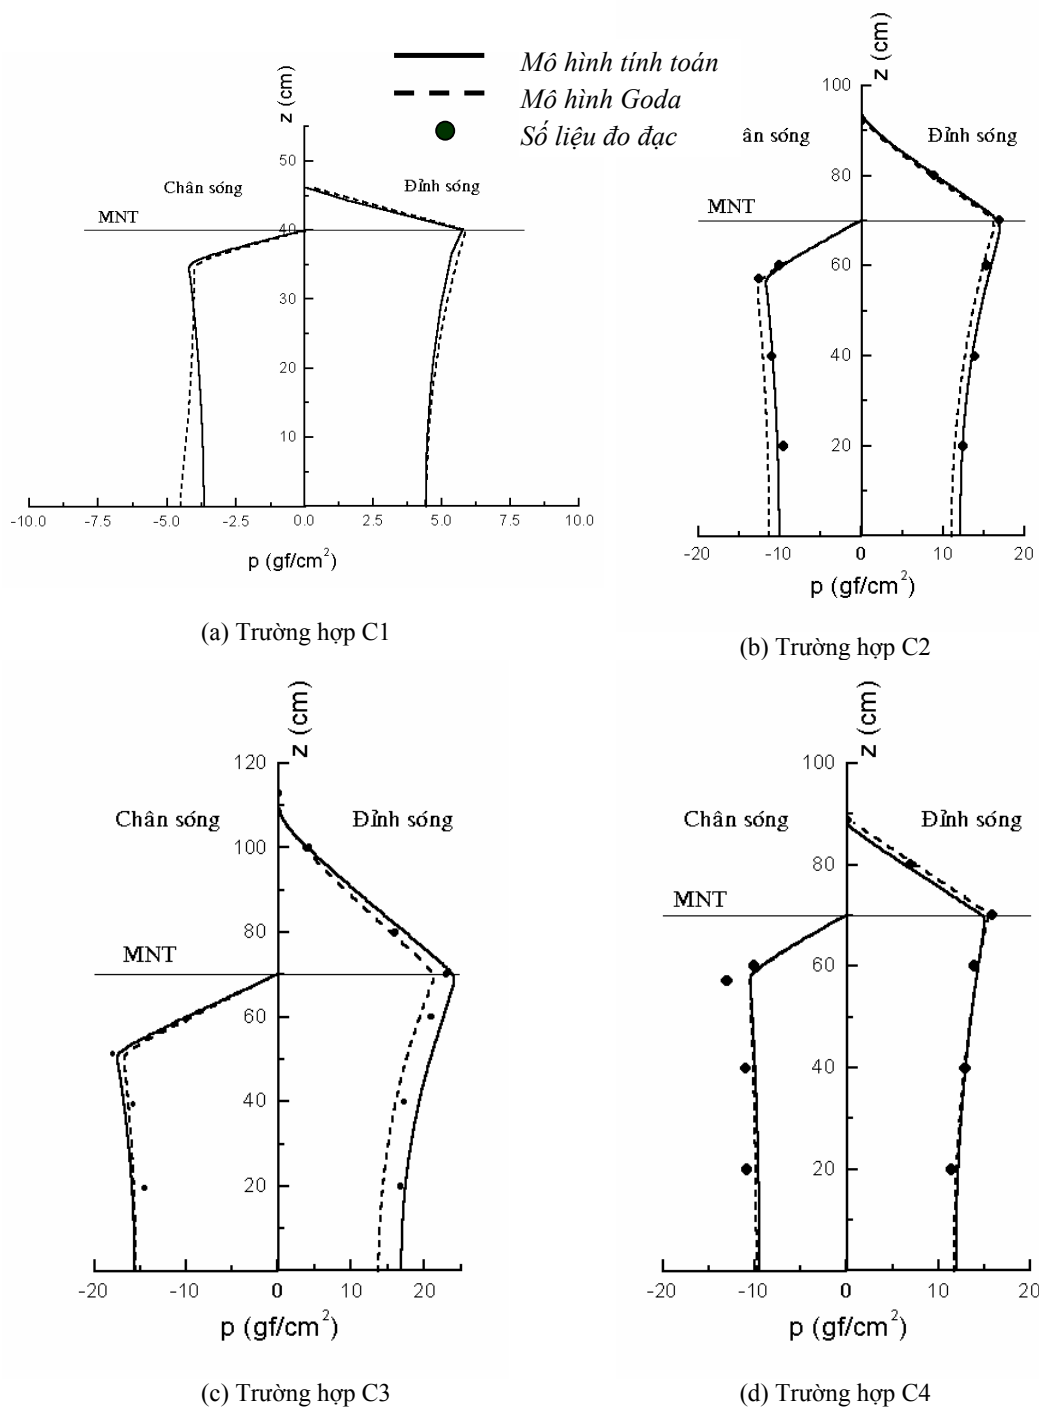 Mô hình tính toán
Mô hình Goda
Số liệu đo đạc
z (cm)
50
40
30
20
10
Chân sóng
Đỉnh sóng
MNT
-10.0 -7.5 -5.0 -2.5 0.0 2.5 5.0 7.5 10.0
p (gf/cm²)
(a) Trường hợp C1
z (cm)
100
80
60
40
20
ân sóng
Đỉnh sóng
MNT
-20 -10 0 10 20
p (gf/cm²)
(b) Trường hợp C2
z (cm)
120
100
80
60
40
20
Chân sóng
Đỉnh sóng
MNT
-20 -10 0 10 20
p (gf/cm²)
(c) Trường hợp C3
z (cm)
100
80
60
40
20
Chân sóng
Đỉnh sóng
MNT
-20 -10 0 10 20
p (gf/cm²)
(d) Trường hợp C4